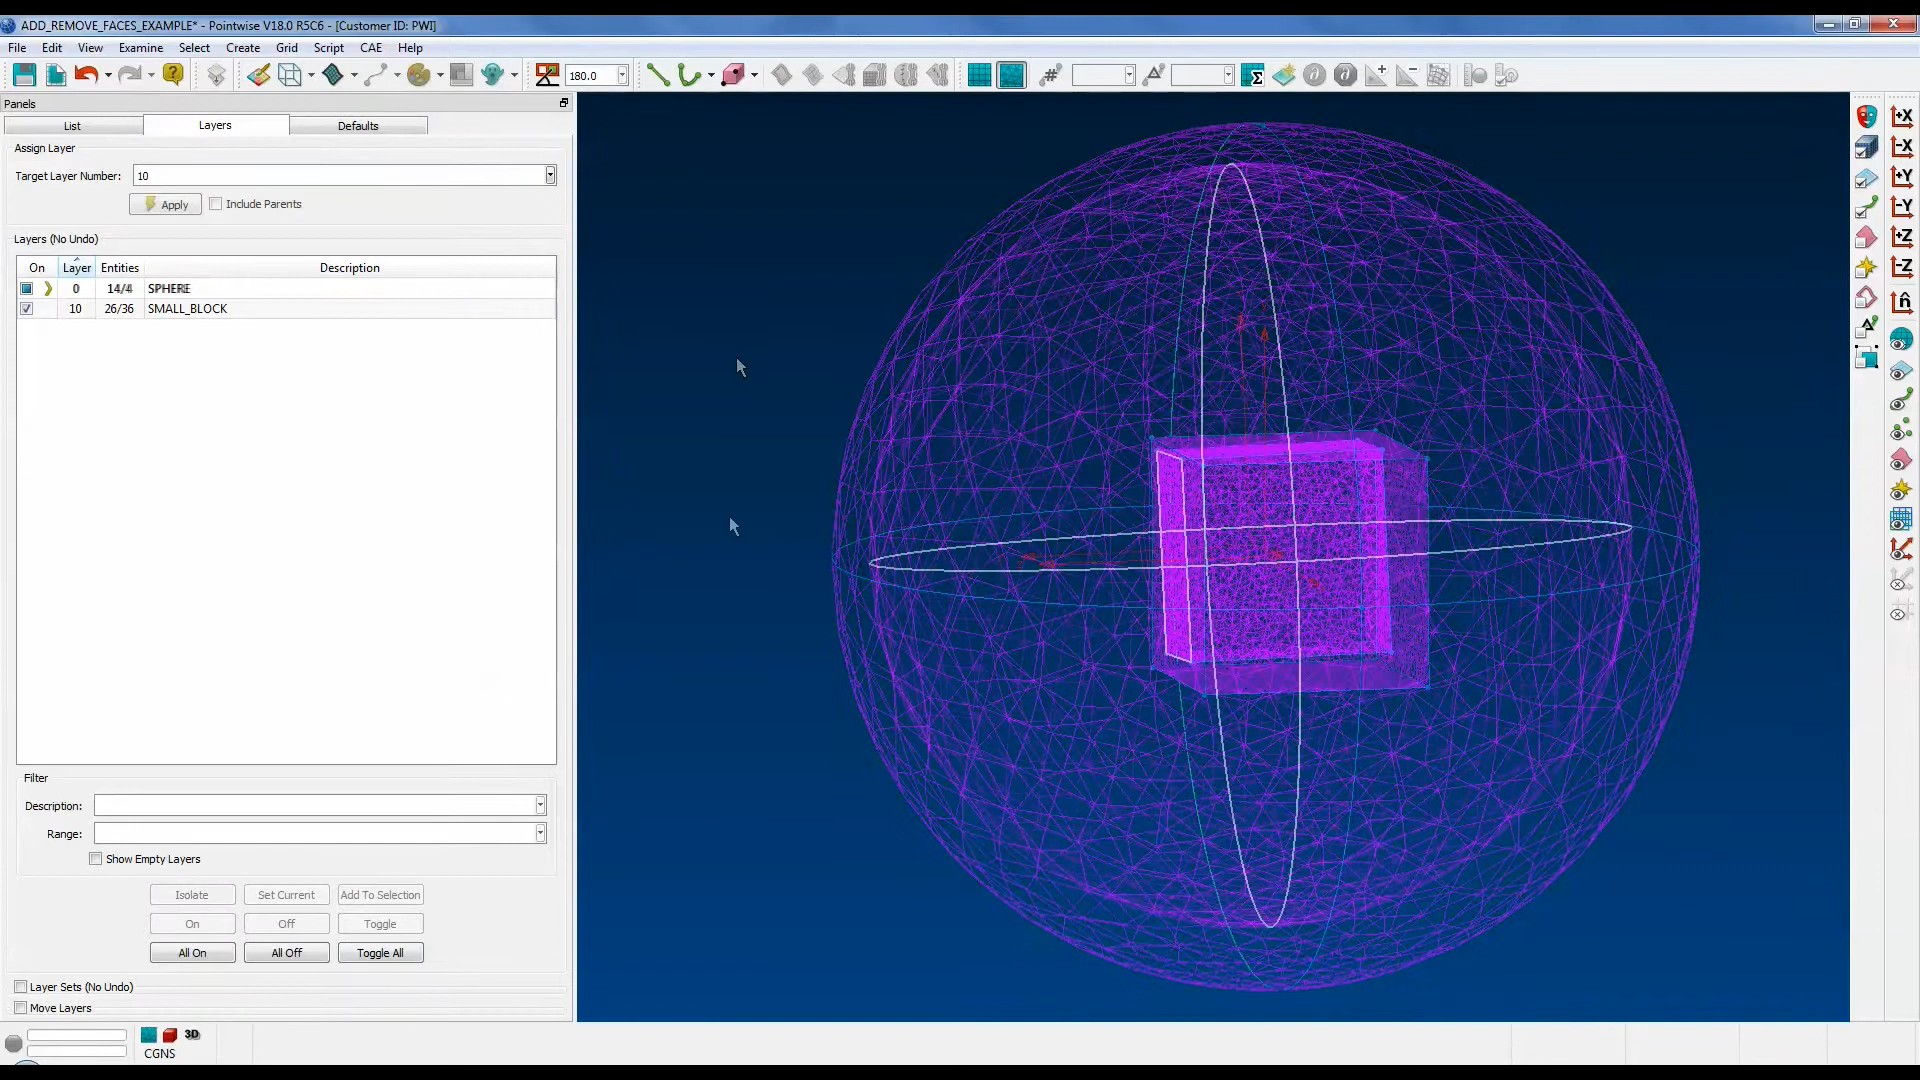 ADD_REMOVE_FACES_EXAMPLE* - Pointwise V18.0 R5C6 - [Customer ID: PWI]
File Edit View Examine Select Create Grid Script CAE Help
180.0
Panels
List Layers Defaults
Assign Layer
Target Layer Number: 10
Apply Include Parents
Layers (No Undo)
On Layer Entities Description
0 14/4 SPHERE
10 26/36 SMALL_BLOCK
Filter
Description:
Range:
Show Empty Layers
Isolate Set Current Add To Selection
On Off Toggle
All On All Off Toggle All
Layer Sets (No Undo)
Move Layers
3D
CGNS
+X
-X
+Y
-Y
+Z
-Z
n̂